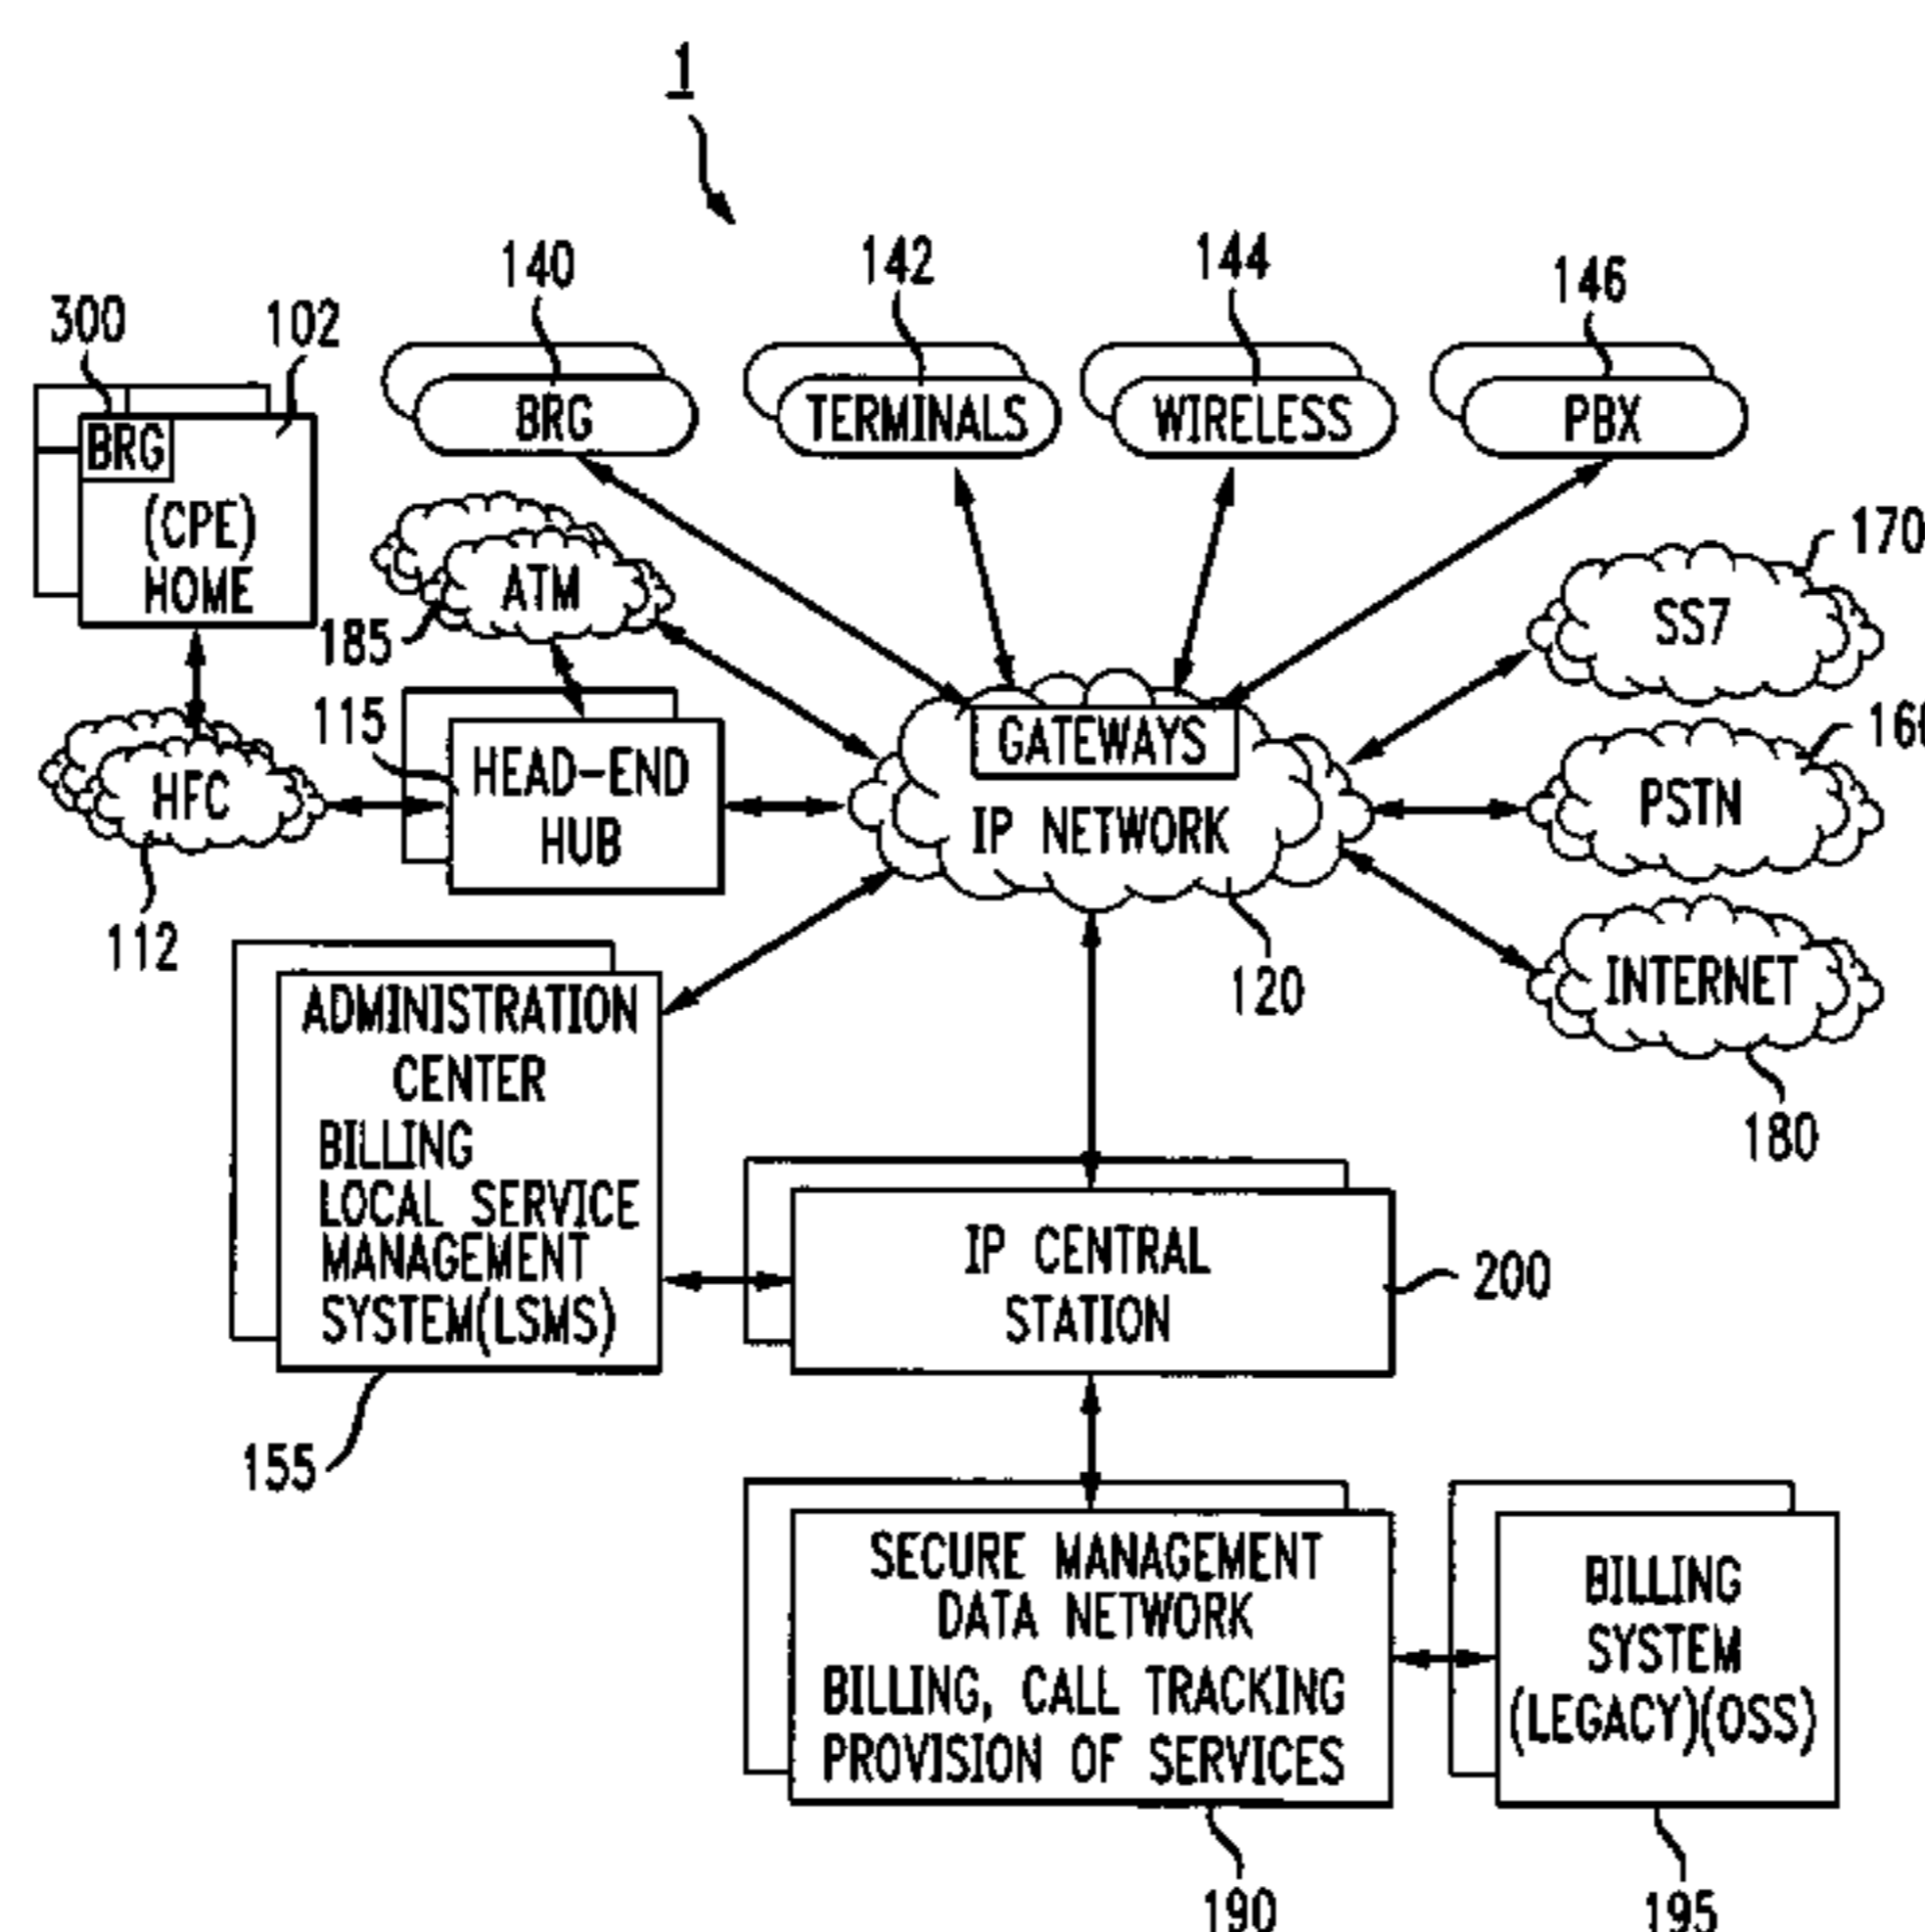 1
140
142
144
146
300
102
BRG
TERMINALS
WIRELESS
PBX
BRG
(CPE)
HOME
ATM
185
170
SS7
115
HEAD-END
HUB
GATEWAYS
IP NETWORK
HFC
112
160
PSTN
120
INTERNET
180
ADMINISTRATION
CENTER
BILLING
LOCAL SERVICE
MANAGEMENT
SYSTEM(LSMS)
155
IP CENTRAL
STATION
200
SECURE MANAGEMENT
DATA NETWORK
BILLING, CALL TRACKING
PROVISION OF SERVICES
190
BILLING
SYSTEM
(LEGACY)(OSS)
195